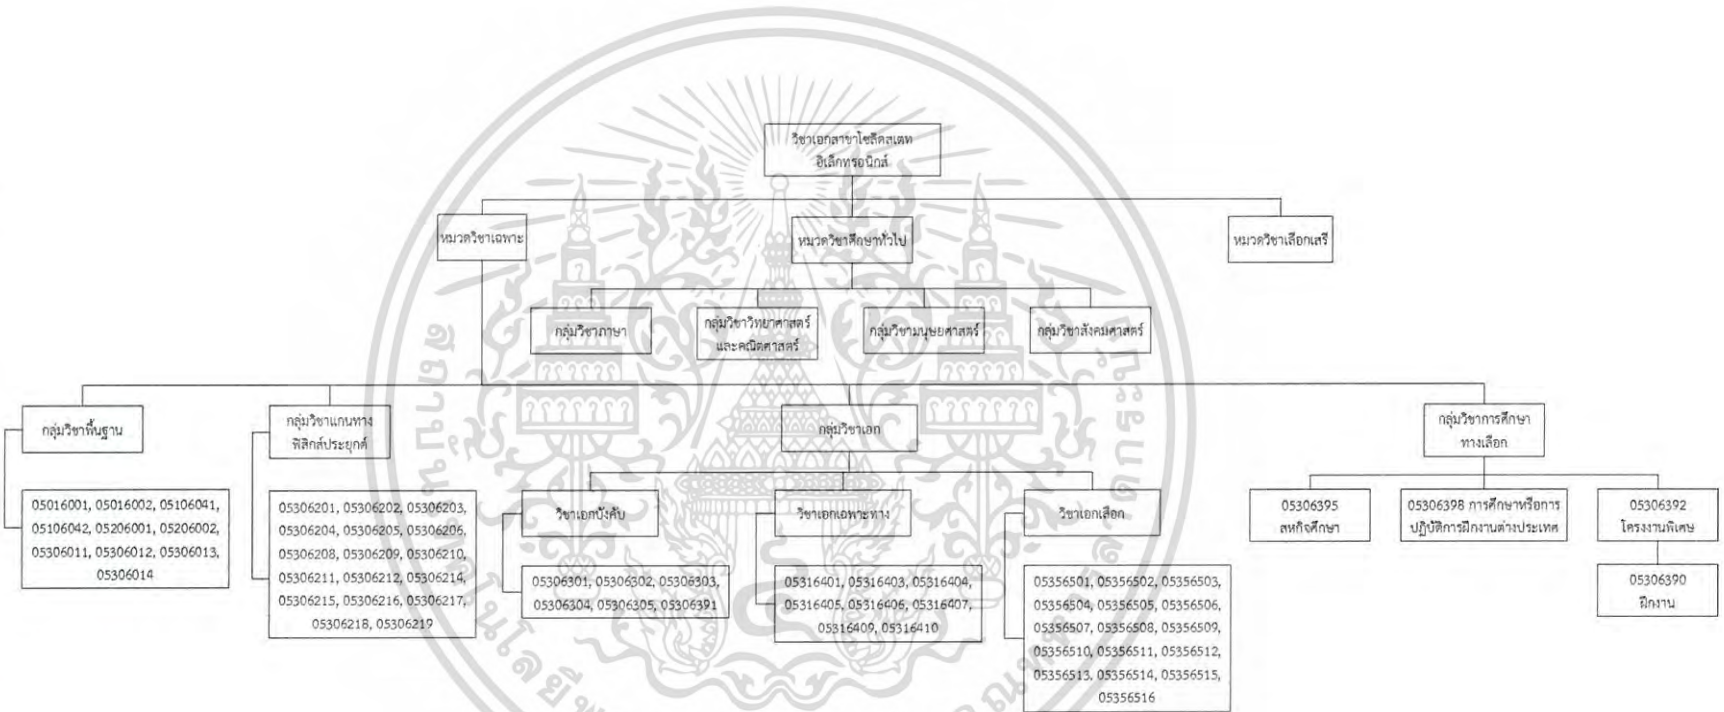 วิชาเอกสาขาโซลิดสเตท
อิเล็กทรอนิกส์
หมวดวิชาเฉพาะ
หมวดวิชาศึกษาทั่วไป
หมวดวิชาเลือกเสรี
กลุ่มวิชาภาษา
กลุ่มวิชาวิทยาศาสตร์
และคณิตศาสตร์
กลุ่มวิชามนุษยศาสตร์
กลุ่มวิชาสังคมศาสตร์
กลุ่มวิชาพื้นฐาน
กลุ่มวิชาแกนทาง
ฟิสิกส์ประยุกต์
กลุ่มวิชาเอก
กลุ่มวิชาการศึกษา
ทางเลือก
05016001, 05016002, 05106041,
05106042, 05206001, 05206002,
05306011, 05306012, 05306013,
05306014
05306201, 05306202, 05306203,
05306204, 05306205, 05306206,
05306208, 05306209, 05306210,
05306211, 05306212, 05306214,
05306215, 05306216, 05306217,
05306218, 05306219
วิชาเอกบังคับ
05306301, 05306302, 05306303,
05306304, 05306305, 05306391
วิชาเอกเฉพาะทาง
05316401, 05316403, 05316404,
05316405, 05316406, 05316407,
05316409, 05316410
วิชาเอกเลือก
05356501, 05356502, 05356503,
05356504, 05356505, 05356506,
05356507, 05356508, 05356509,
05356510, 05356511, 05356512,
05356513, 05356514, 05356515,
05356516
05306395
สหกิจศึกษา
05306398 การศึกษาหรือการ
ปฏิบัติการฝึกงานต่างประเทศ
05306392
โครงงานพิเศษ
05306390
ฝึกงาน